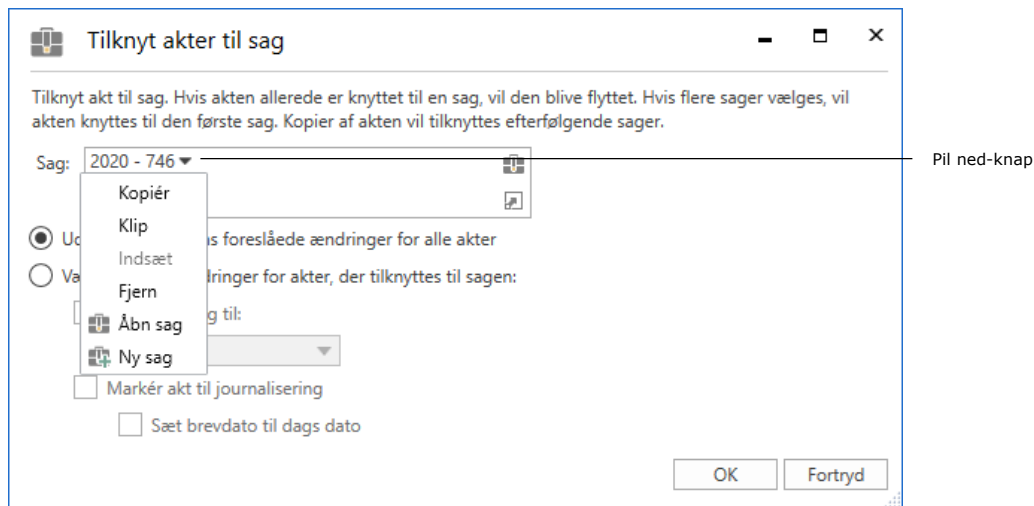 Tilknyt akter til sag
Tilknyt akt til sag. Hvis akten allerede er knyttet til en sag, vil den blive flyttet. Hvis flere sager vælges, vil
akten knyttes til den første sag. Kopier af akten vil tilknyttes efterfølgende sager.
Sag: 2020 - 746
Pil ned-knap
Kopiér
Klip
foreslåede ændringer for alle akter
Indsæt
for akter, der tilknyttes til sagen:
Fjern
til:
Åbn sag
Ny sag
Markér akt til journalisering
Sæt brevdato til dags dato
OK Fortryd